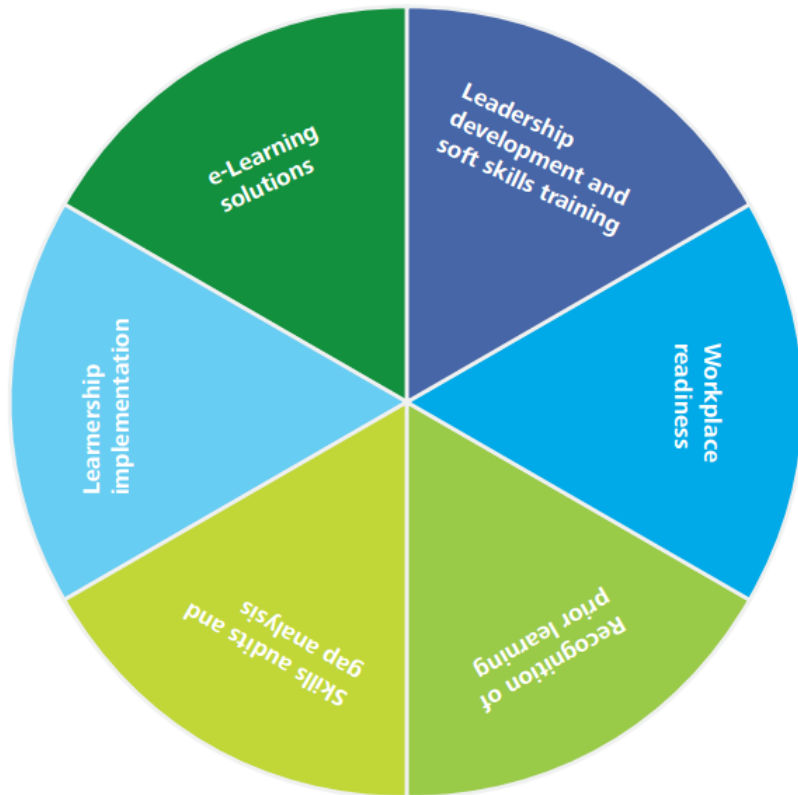 Leadership
development and
soft skills training
Workplace
readiness
Recognition of
prior learning
Skills audits and
gap analysis
Learnership
implementation
e-Learning
solutions